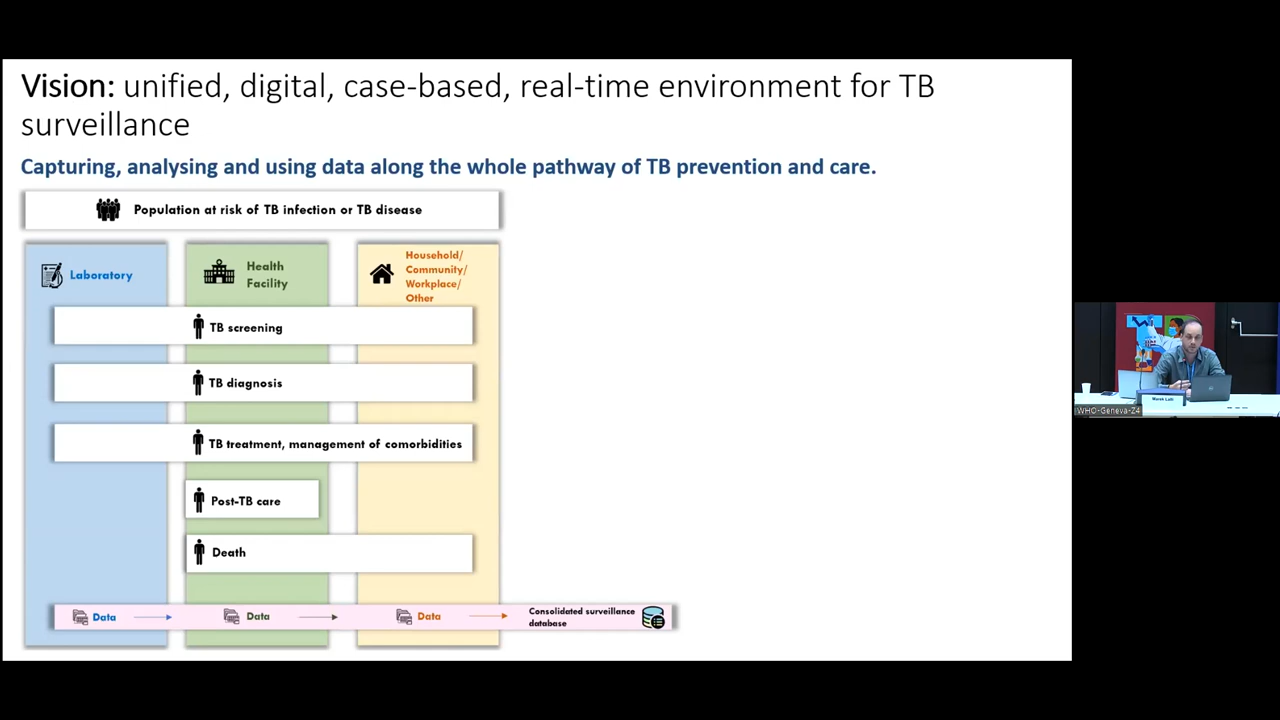 Vision: unified, digital, case-based, real-time environment for TB
surveillance
Capturing, analysing and using data along the whole pathway of TB prevention and care.
Population at risk of TB infection or TB disease
Laboratory
Health
Facility
Household/
Community/
Workplace/
Other
TB screening
TB diagnosis
TB treatment, management of comorbidities
Post-TB care
Death
Data
Data
Data
Consolidated surveillance
database
WHO-Geneva-Z4